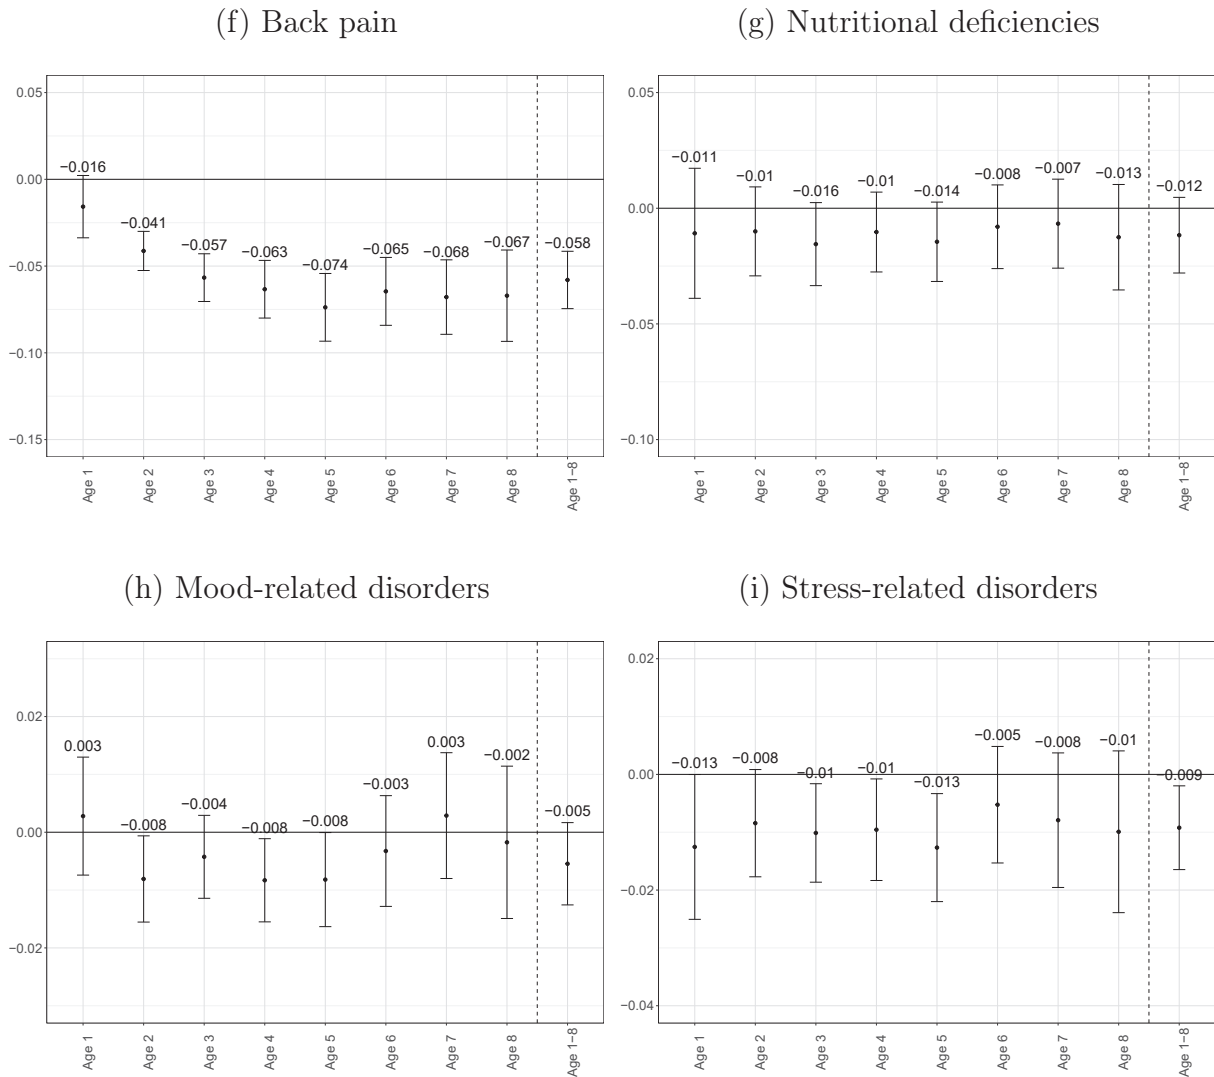 (f) Back pain
0.05
0.00
−0.05
−0.10
−0.15
−0.016
−0.041
−0.057
−0.063
−0.074
−0.065
−0.068
−0.067
−0.058
Age 1
Age 2
Age 3
Age 4
Age 5
Age 6
Age 7
Age 8
Age 1−8
(g) Nutritional deficiencies
0.05
0.00
−0.05
−0.10
−0.011
−0.01
−0.016
−0.01
−0.014
−0.008
−0.007
−0.013
−0.012
Age 1
Age 2
Age 3
Age 4
Age 5
Age 6
Age 7
Age 8
Age 1−8
(h) Mood-related disorders
0.02
0.00
−0.02
0.003
−0.008
−0.004
−0.008
−0.008
−0.003
0.003
−0.002
−0.005
Age 1
Age 2
Age 3
Age 4
Age 5
Age 6
Age 7
Age 8
Age 1−8
(i) Stress-related disorders
0.02
0.00
−0.02
−0.04
−0.013
−0.008
−0.01
−0.01
−0.013
−0.005
−0.008
−0.01
−0.009
Age 1
Age 2
Age 3
Age 4
Age 5
Age 6
Age 7
Age 8
Age 1−8